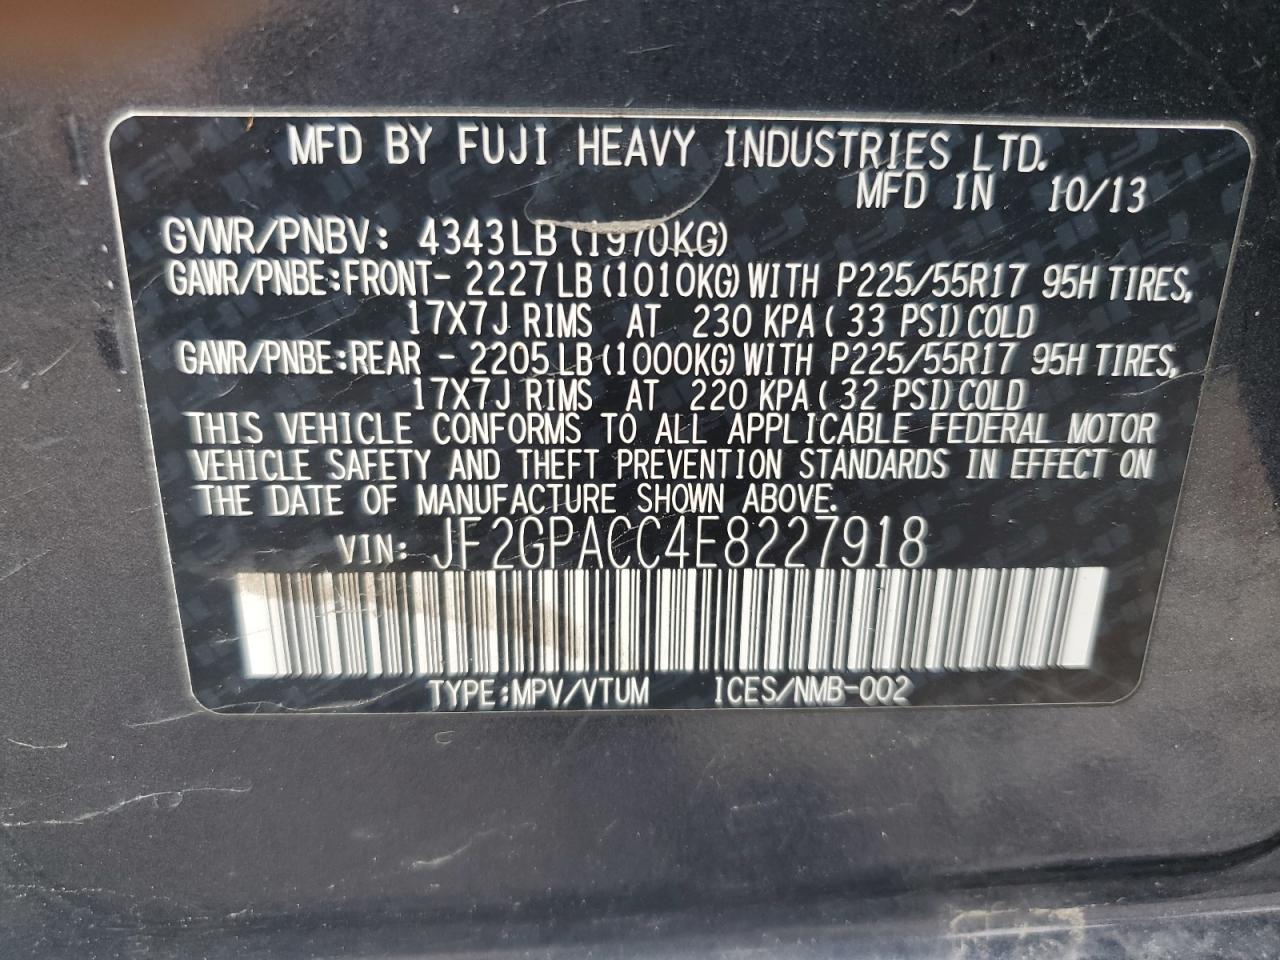 MFD BY FUJI HEAVY INDUSTRIES LTD.
MFD IN 10/13
GVWR/PNBV: 4343LB (1970KG)
GAWR/PNBE:FRONT- 2227LB (1010KG) WITH P225/55R17 95H TIRES,
17X7J RIMS AT 230 KPA ( 33 PSI) COLD
GAWR/PNBE:REAR - 2205LB (1000KG) WITH P225/55R17 95H TIRES,
17X7J RIMS AT 220 KPA ( 32 PSI) COLD
THIS VEHICLE CONFORMS TO ALL APPLICABLE FEDERAL MOTOR
VEHICLE SAFETY AND THEFT PREVENTION STANDARDS IN EFFECT ON
THE DATE OF MANUFACTURE SHOWN ABOVE.
VIN: JF2GPACC4E8227918
TYPE:MPV/VTUM ICES/NMB-002